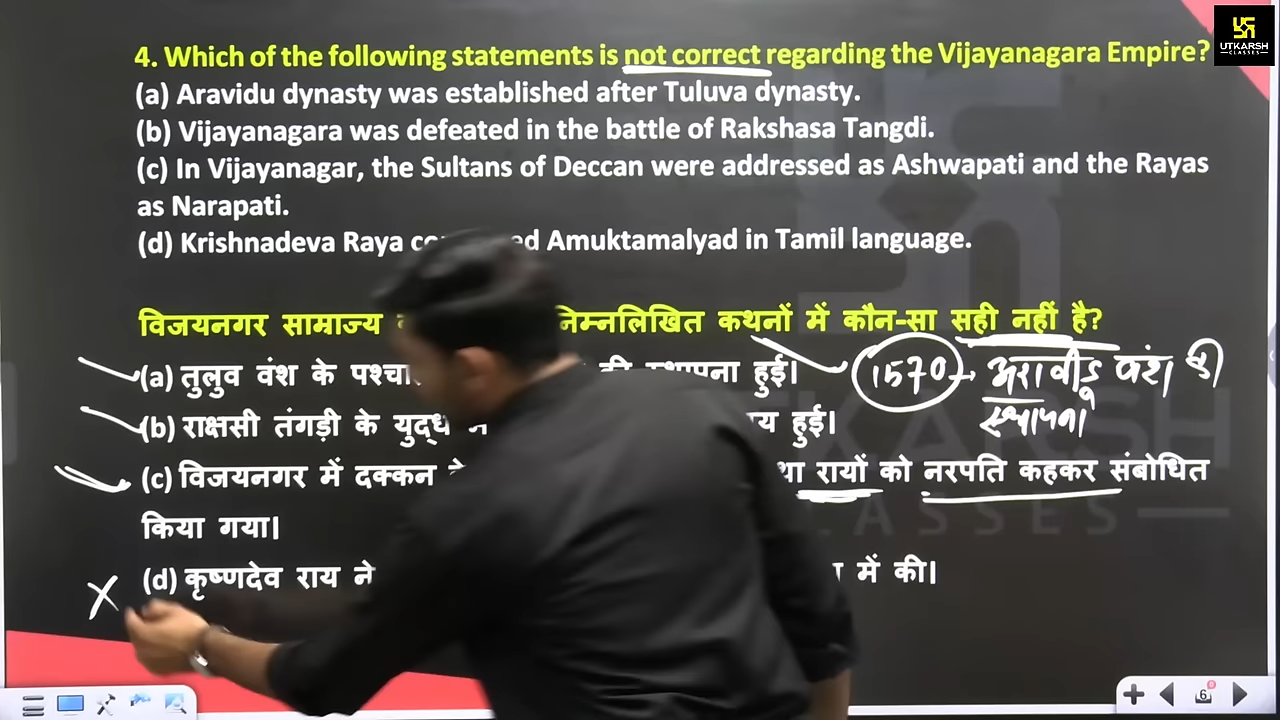 UTKARSH
CLASSES
4. Which of the following statements is not correct regarding the Vijayanagara Empire?
(a) Aravidu dynasty was established after Tuluva dynasty.
(b) Vijayanagara was defeated in the battle of Rakshasa Tangdi.
(c) In Vijayanagar, the Sultans of Deccan were addressed as Ashwapati and the Rayas
as Narapati.
(d) Krishnadeva Raya Amuktamalyad in Tamil language.
विजयनगर साम्राज्य निम्नलिखित कथनों में कौन-सा सही नहीं है?
(a) तुलुव वंश के की स्थापना हुई।
1570 → अरावीडु वंश की
स्थापना
(b) राक्षसी तंगड़ी के युद्ध हुई।
(c) विजयनगर में दक्कन रायों को नरपति कहकर संबोधित
किया गया।
X (d) कृष्णदेव राय ने में की।
UTKARSH
CLASSES
6